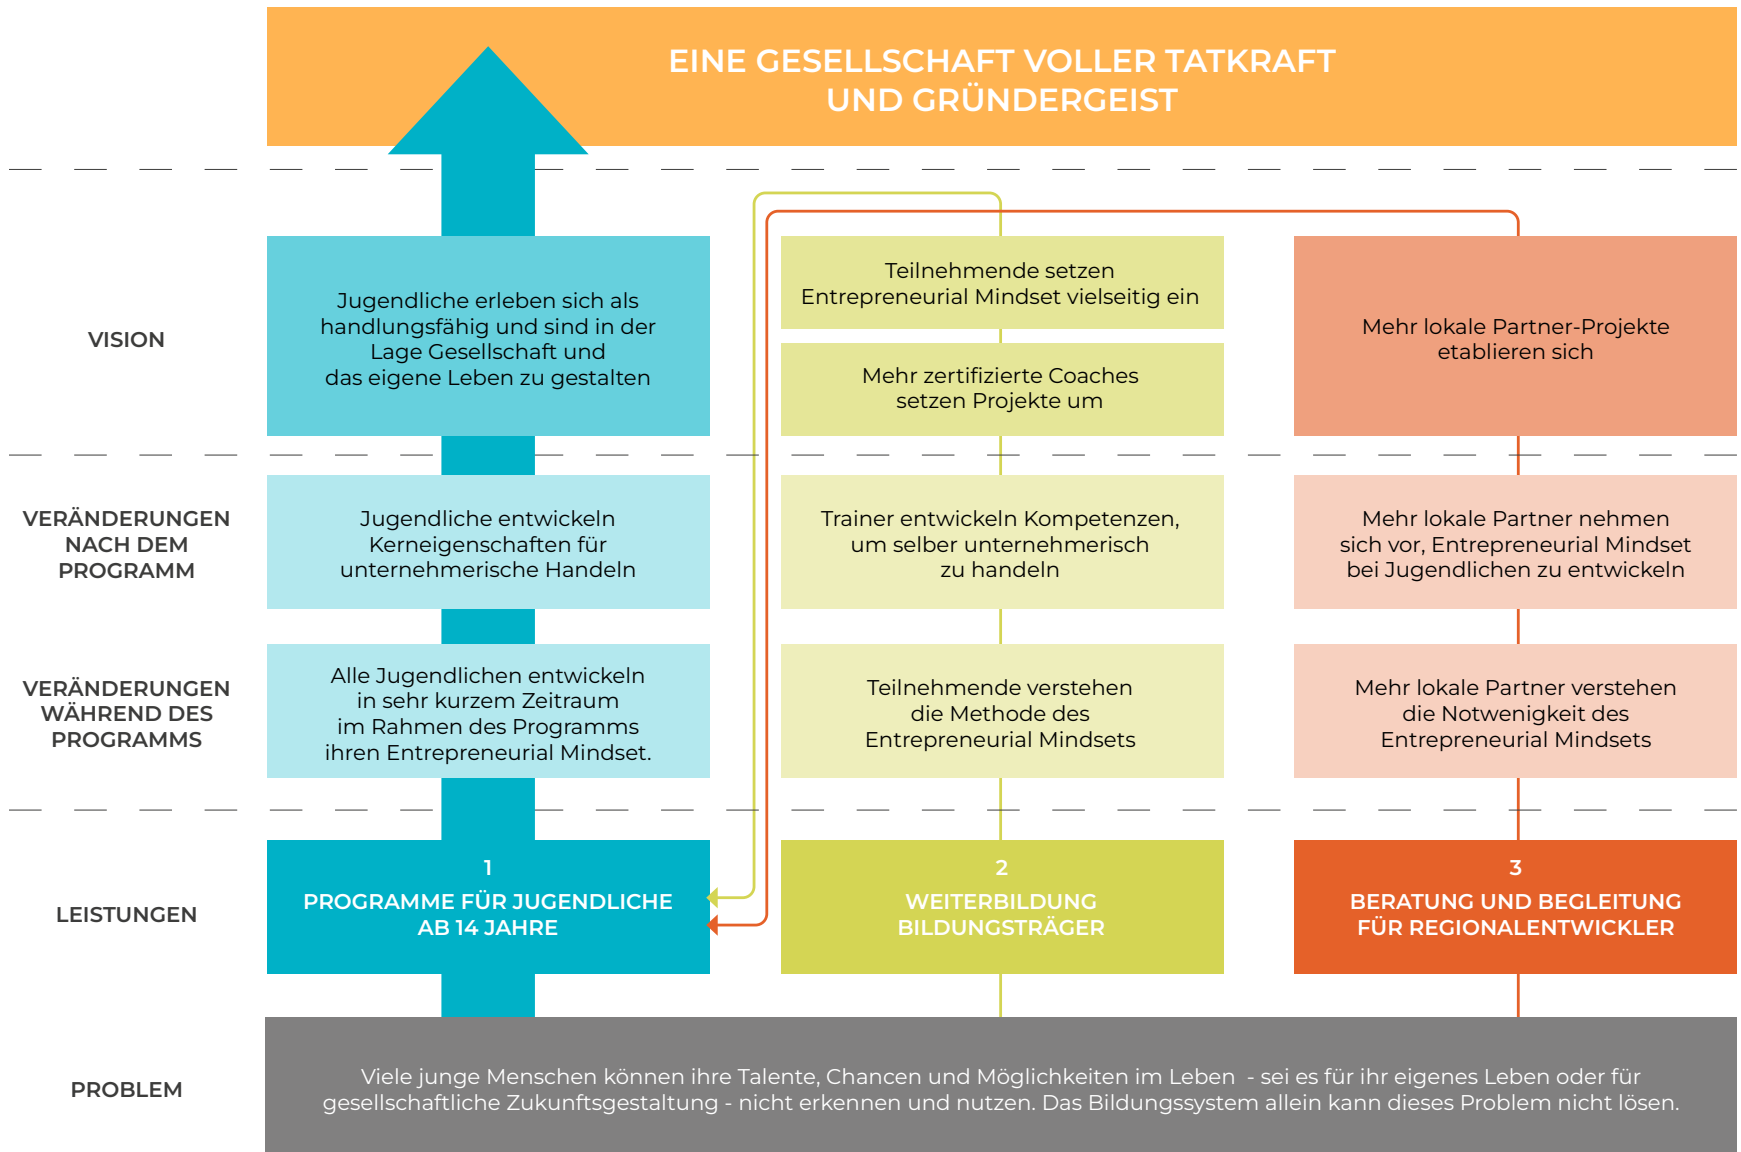 EINE GESELLSCHAFT VOLLER TATKRAFT
UND GRÜNDERGEIST
VISION
Jugendliche erleben sich als
handlungsfähig und sind in der
Lage Gesellschaft und
das eigene Leben zu gestalten
Teilnehmende setzen
Entrepreneurial Mindset vielseitig ein
Mehr zertifizierte Coaches
setzen Projekte um
Mehr lokale Partner-Projekte
etablieren sich
VERÄNDERUNGEN
NACH DEM
PROGRAMM
Jugendliche entwickeln
Kerneigenschaften für
unternehmerische Handeln
Trainer entwickeln Kompetenzen,
um selber unternehmerisch
zu handeln
Mehr lokale Partner nehmen
sich vor, Entrepreneurial Mindset
bei Jugendlichen zu entwickeln
VERÄNDERUNGEN
WÄHREND DES
PROGRAMMS
Alle Jugendlichen entwickeln
in sehr kurzem Zeitraum
im Rahmen des Programms
ihren Entrepreneurial Mindset.
Teilnehmende verstehen
die Methode des
Entrepreneurial Mindsets
Mehr lokale Partner verstehen
die Notwenigkeit des
Entrepreneurial Mindsets
LEISTUNGEN
1
PROGRAMME FÜR JUGENDLICHE
AB 14 JAHRE
2
WEITERBILDUNG
BILDUNGSTRÄGER
3
BERATUNG UND BEGLEITUNG
FÜR REGIONALENTWICKLER
PROBLEM
Viele junge Menschen können ihre Talente, Chancen und Möglichkeiten im Leben - sei es für ihr eigenes Leben oder für
gesellschaftliche Zukunftsgestaltung - nicht erkennen und nutzen. Das Bildungssystem allein kann dieses Problem nicht lösen.